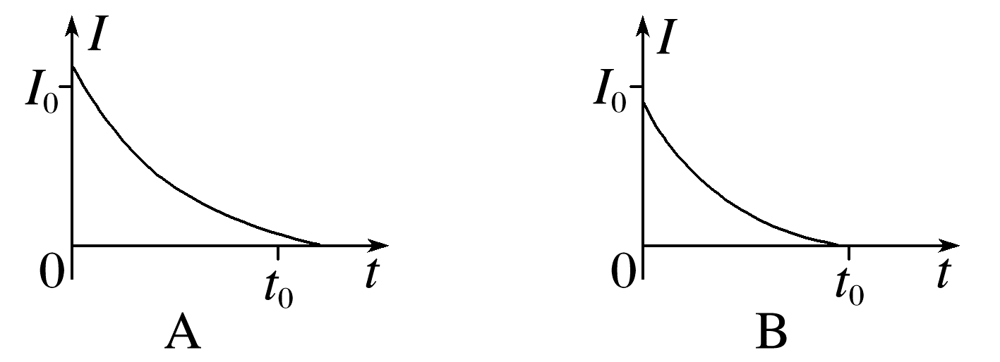 I I
I₀ I₀
0 t₀ t 0 t₀ t
A B